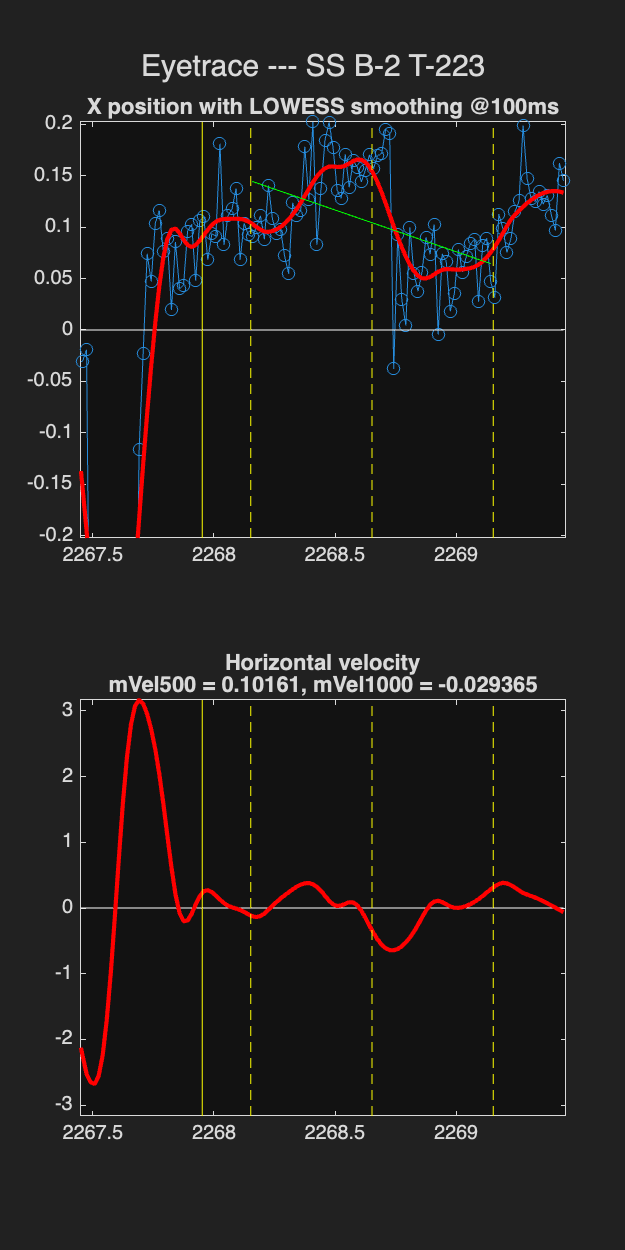 Eyetrace --- SS B-2 T-223
X position with LOWESS smoothing @100ms
0.2
0.15
0.1
0.05
0
-0.05
-0.1
-0.15
-0.2
2267.5 2268 2268.5 2269
Horizontal velocity
mVel500 = 0.10161, mVel1000 = -0.029365
3
2
1
0
-1
-2
-3
2267.5 2268 2268.5 2269